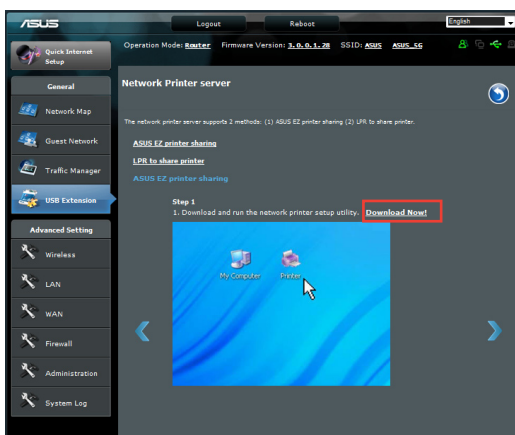 ASUS
Logout
Reboot
English
Quick Internet
Setup
Operation Mode: Router Firmware Version: 3.0.0.1.28 SSID: ASUS ASUS_5G
General
Network Map
Guest Network
Traffic Manager
USB Extension
Advanced Setting
Wireless
LAN
WAN
Firewall
Administration
System Log
Network Printer server
The network printer server supports 2 methods: (1) ASUS EZ printer sharing (2) LPR to share printer.
ASUS EZ printer sharing
LPR to share printer
ASUS EZ printer sharing
Step 1
1. Download and run the network printer setup utility. Download Now!
My Computer
Printer